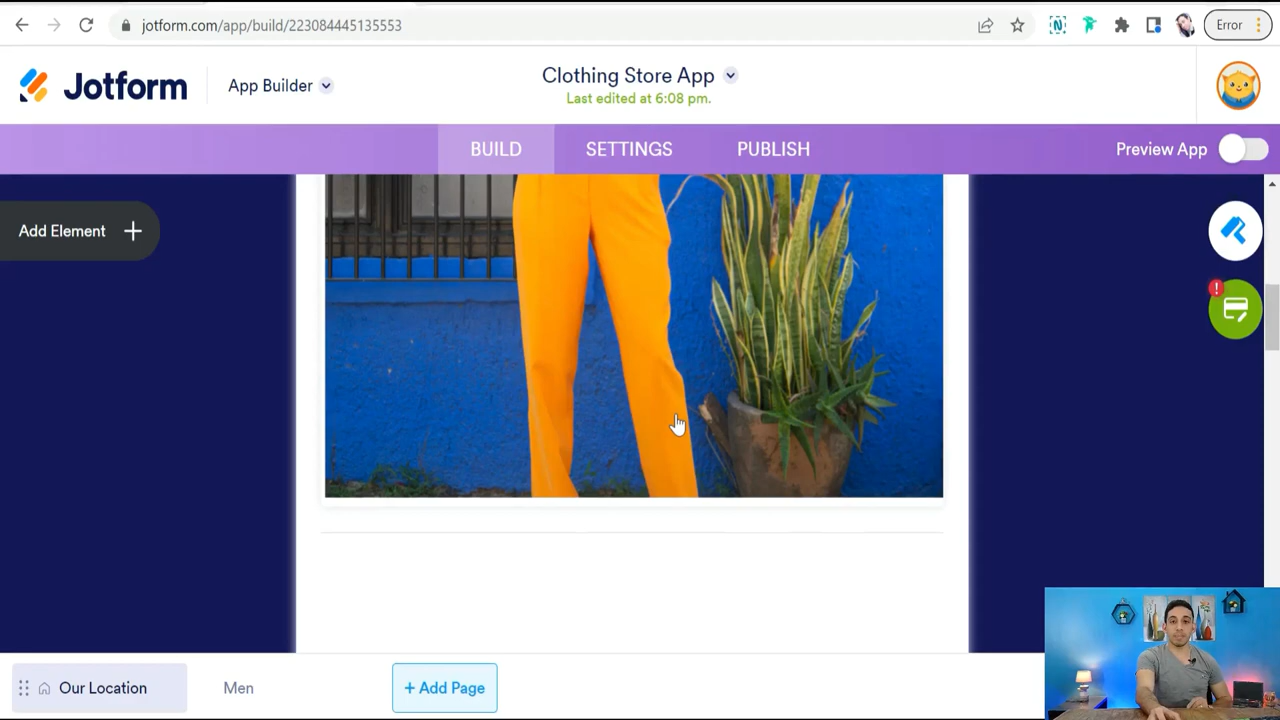 jotform.com/app/build/223084445135553
Error
Jotform
App Builder
Clothing Store App
Last edited at 6:08 pm.
BUILD
SETTINGS
PUBLISH
Preview App
Add Element +
!
Our Location
Men
+ Add Page